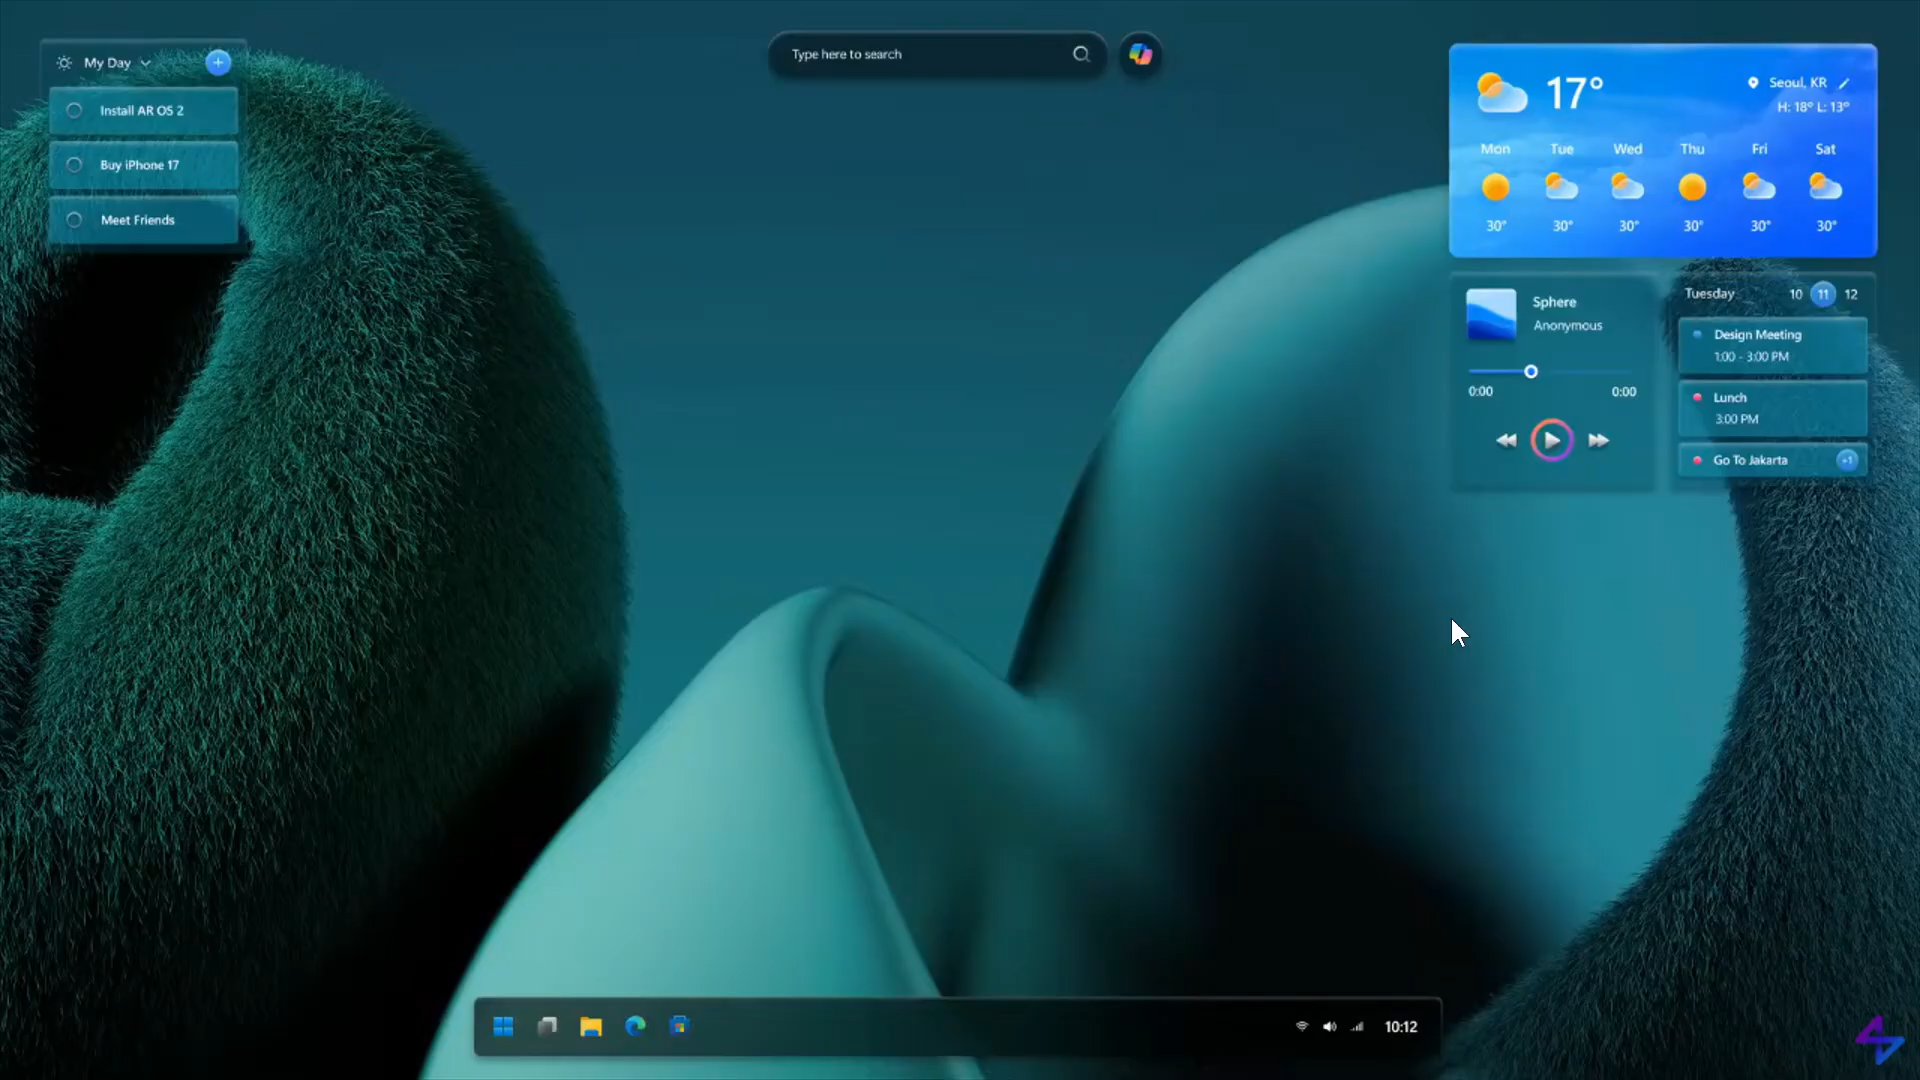 My Day
Install AR OS 2
Buy iPhone 17
Meet Friends
Type here to search
17°
Seoul, KR
H: 18° L: 13°
Mon Tue Wed Thu Fri Sat
30° 30° 30° 30° 30° 30°
Sphere
Anonymous
0:00 0:00
Tuesday 10 11 12
Design Meeting
1:00 - 3:00 PM
Lunch
3:00 PM
Go To Jakarta +1
10:12